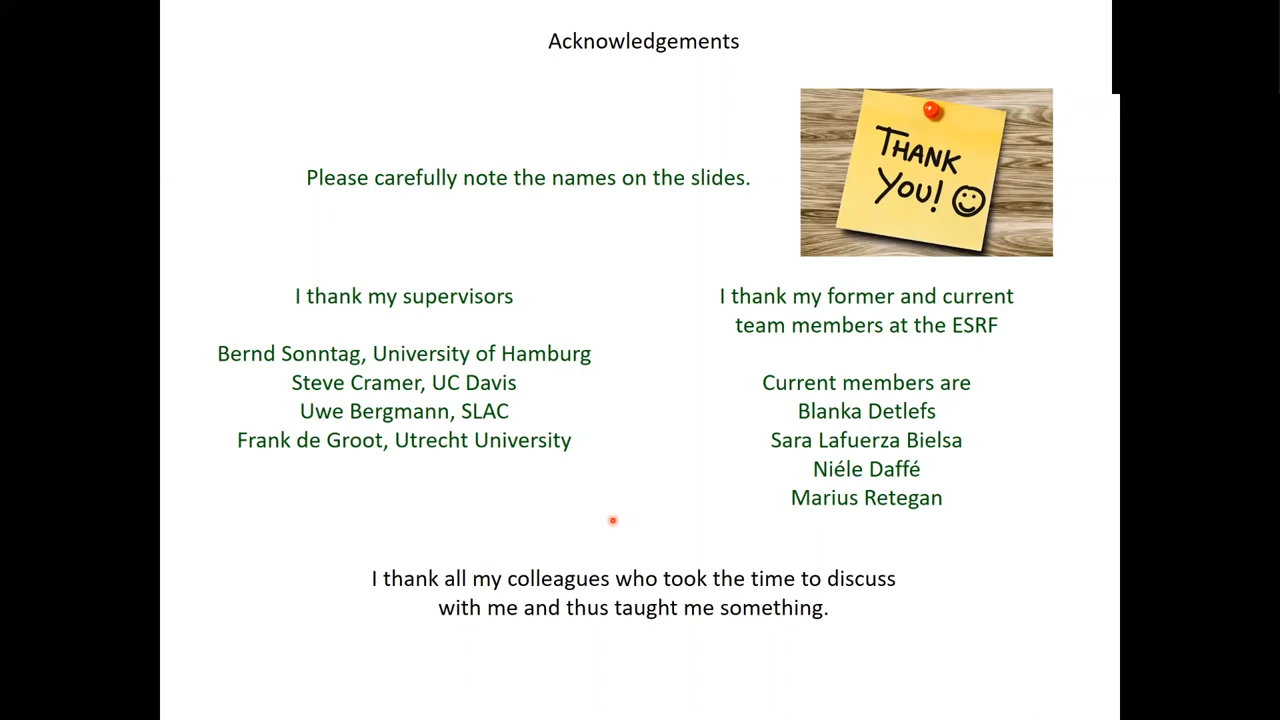 Acknowledgements
THANK
YOU!
Please carefully note the names on the slides.
I thank my supervisors
Bernd Sonntag, University of Hamburg
Steve Cramer, UC Davis
Uwe Bergmann, SLAC
Frank de Groot, Utrecht University
I thank my former and current
team members at the ESRF
Current members are
Blanka Detlefs
Sara Lafuerza Bielsa
Niéle Daffé
Marius Retegan
I thank all my colleagues who took the time to discuss
with me and thus taught me something.